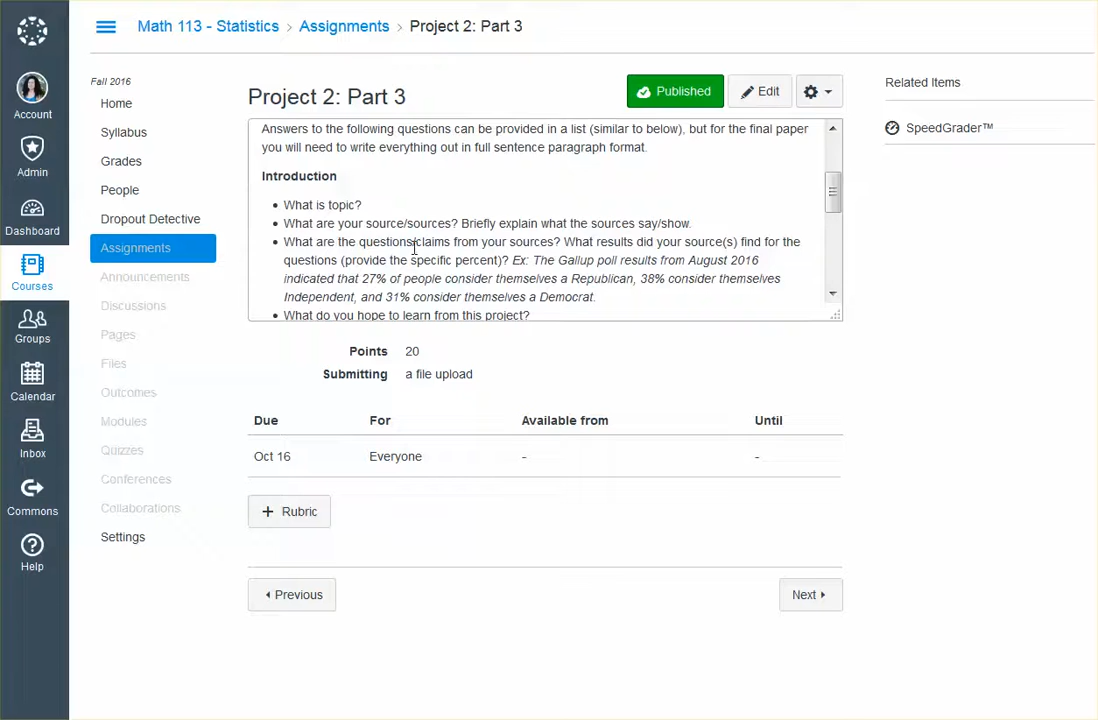 Math 113 - Statistics › Assignments › Project 2: Part 3
Account
Admin
Dashboard
Courses
Groups
Calendar
Inbox
Commons
Help
Fall 2016
Home
Syllabus
Grades
People
Dropout Detective
Assignments
Announcements
Discussions
Pages
Files
Outcomes
Modules
Quizzes
Conferences
Collaborations
Settings
Project 2: Part 3
Published
Edit
Answers to the following questions can be provided in a list (similar to below), but for the final paper
you will need to write everything out in full sentence paragraph format.
Introduction
• What is topic?
• What are your source/sources? Briefly explain what the sources say/show.
• What are the questions/claims from your sources? What results did your source(s) find for the
questions (provide the specific percent)? Ex: The Gallup poll results from August 2016
indicated that 27% of people consider themselves a Republican, 38% consider themselves
Independent, and 31% consider themselves a Democrat.
• What do you hope to learn from this project?
Points 20
Submitting a file upload
Due For Available from Until
Oct 16 Everyone - -
+ Rubric
Previous
Next
Related Items
SpeedGrader™